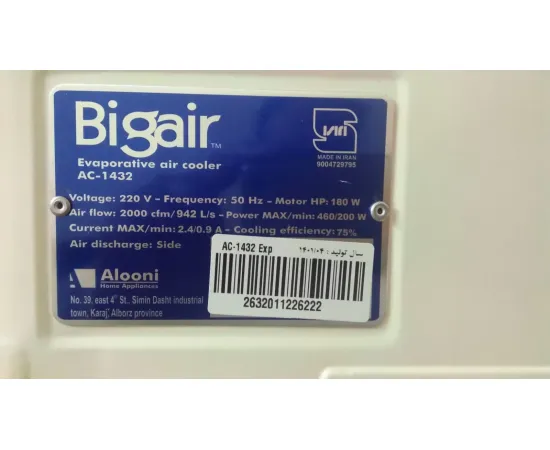 Bigair™
Evaporative air cooler
AC-1432
MADE IN IRAN
9004729795
Voltage: 220 V - Frequency: 50 Hz - Motor HP: 180 W
Air flow: 2000 cfm/942 L/s - Power MAX/min: 460/200 W
Current MAX/min: 2.4/0.9 A - Cooling efficiency: 75%
Air discharge: Side
AC-1432 Exp
سال تولید: ۱۴۰۱/۰۴
2632011226222
Alooni
Home Appliances
No. 39, east 4 St., Simin Dasht industrial
town, Karaj, Alborz province